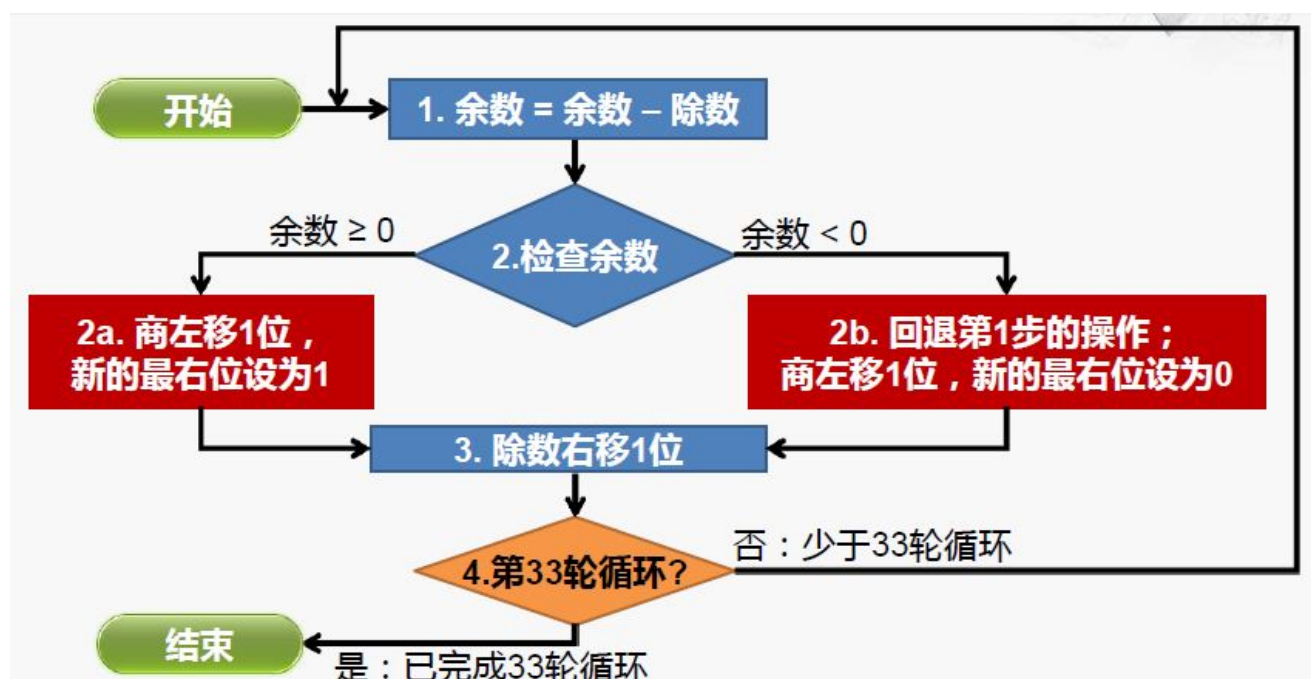 开始
1. 余数 = 余数 – 除数
余数 ≥ 0
2.检查余数
余数 < 0
2a. 商左移1位，
新的最右位设为1
2b. 回退第1步的操作；
商左移1位，新的最右位设为0
3. 除数右移1位
4.第33轮循环?
否：少于33轮循环
结束
是：已完成33轮循环